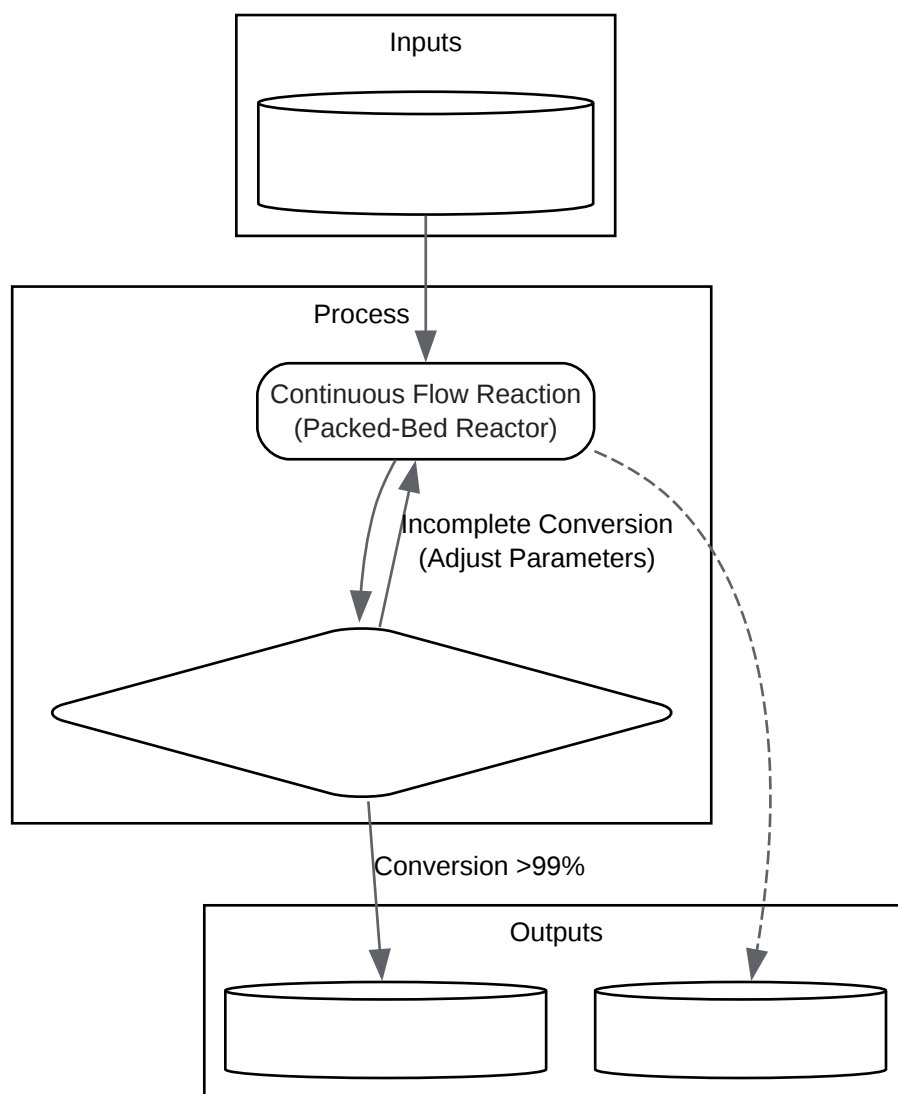 Inputs
Process
Continuous Flow Reaction
(Packed-Bed Reactor)
Incomplete Conversion
(Adjust Parameters)
Conversion >99%
Outputs